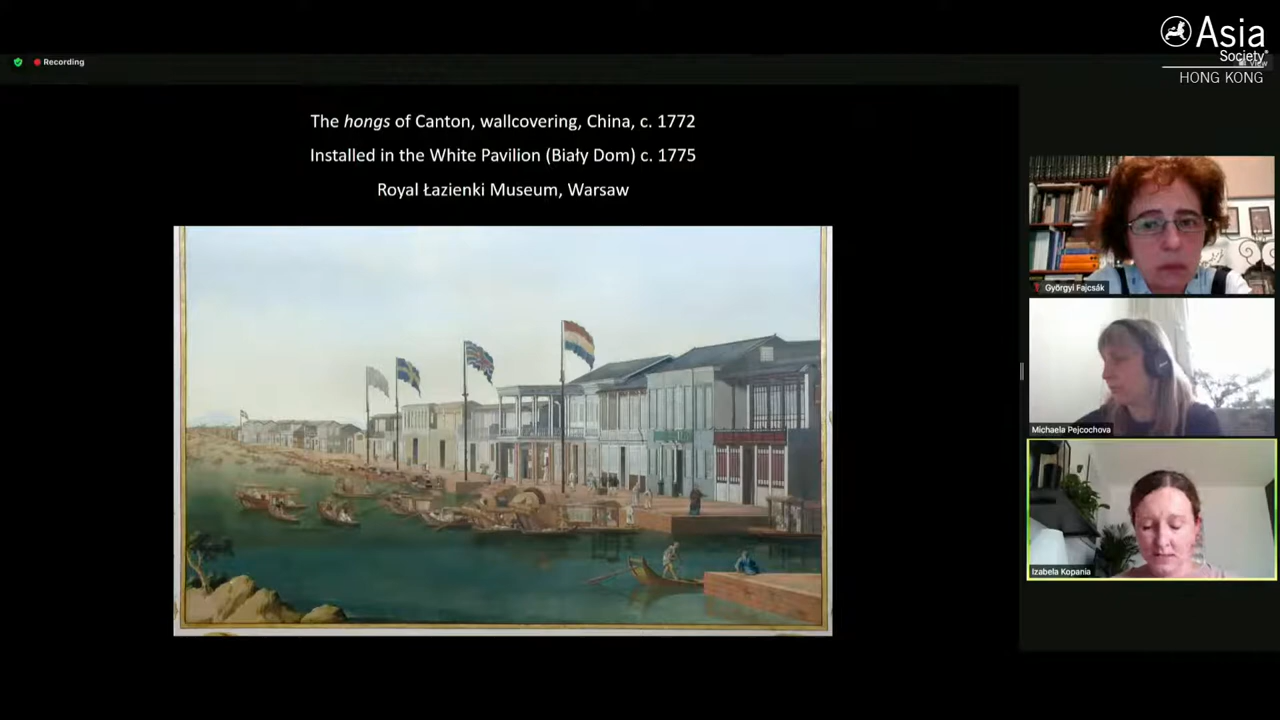 Asia
Society
HONG KONG
View
Recording
The hongs of Canton, wallcovering, China, c. 1772
Installed in the White Pavilion (Biały Dom) c. 1775
Royal Łazienki Museum, Warsaw
Györgyi Fajcsák
Michaela Pejcochova
Izabela Kopania